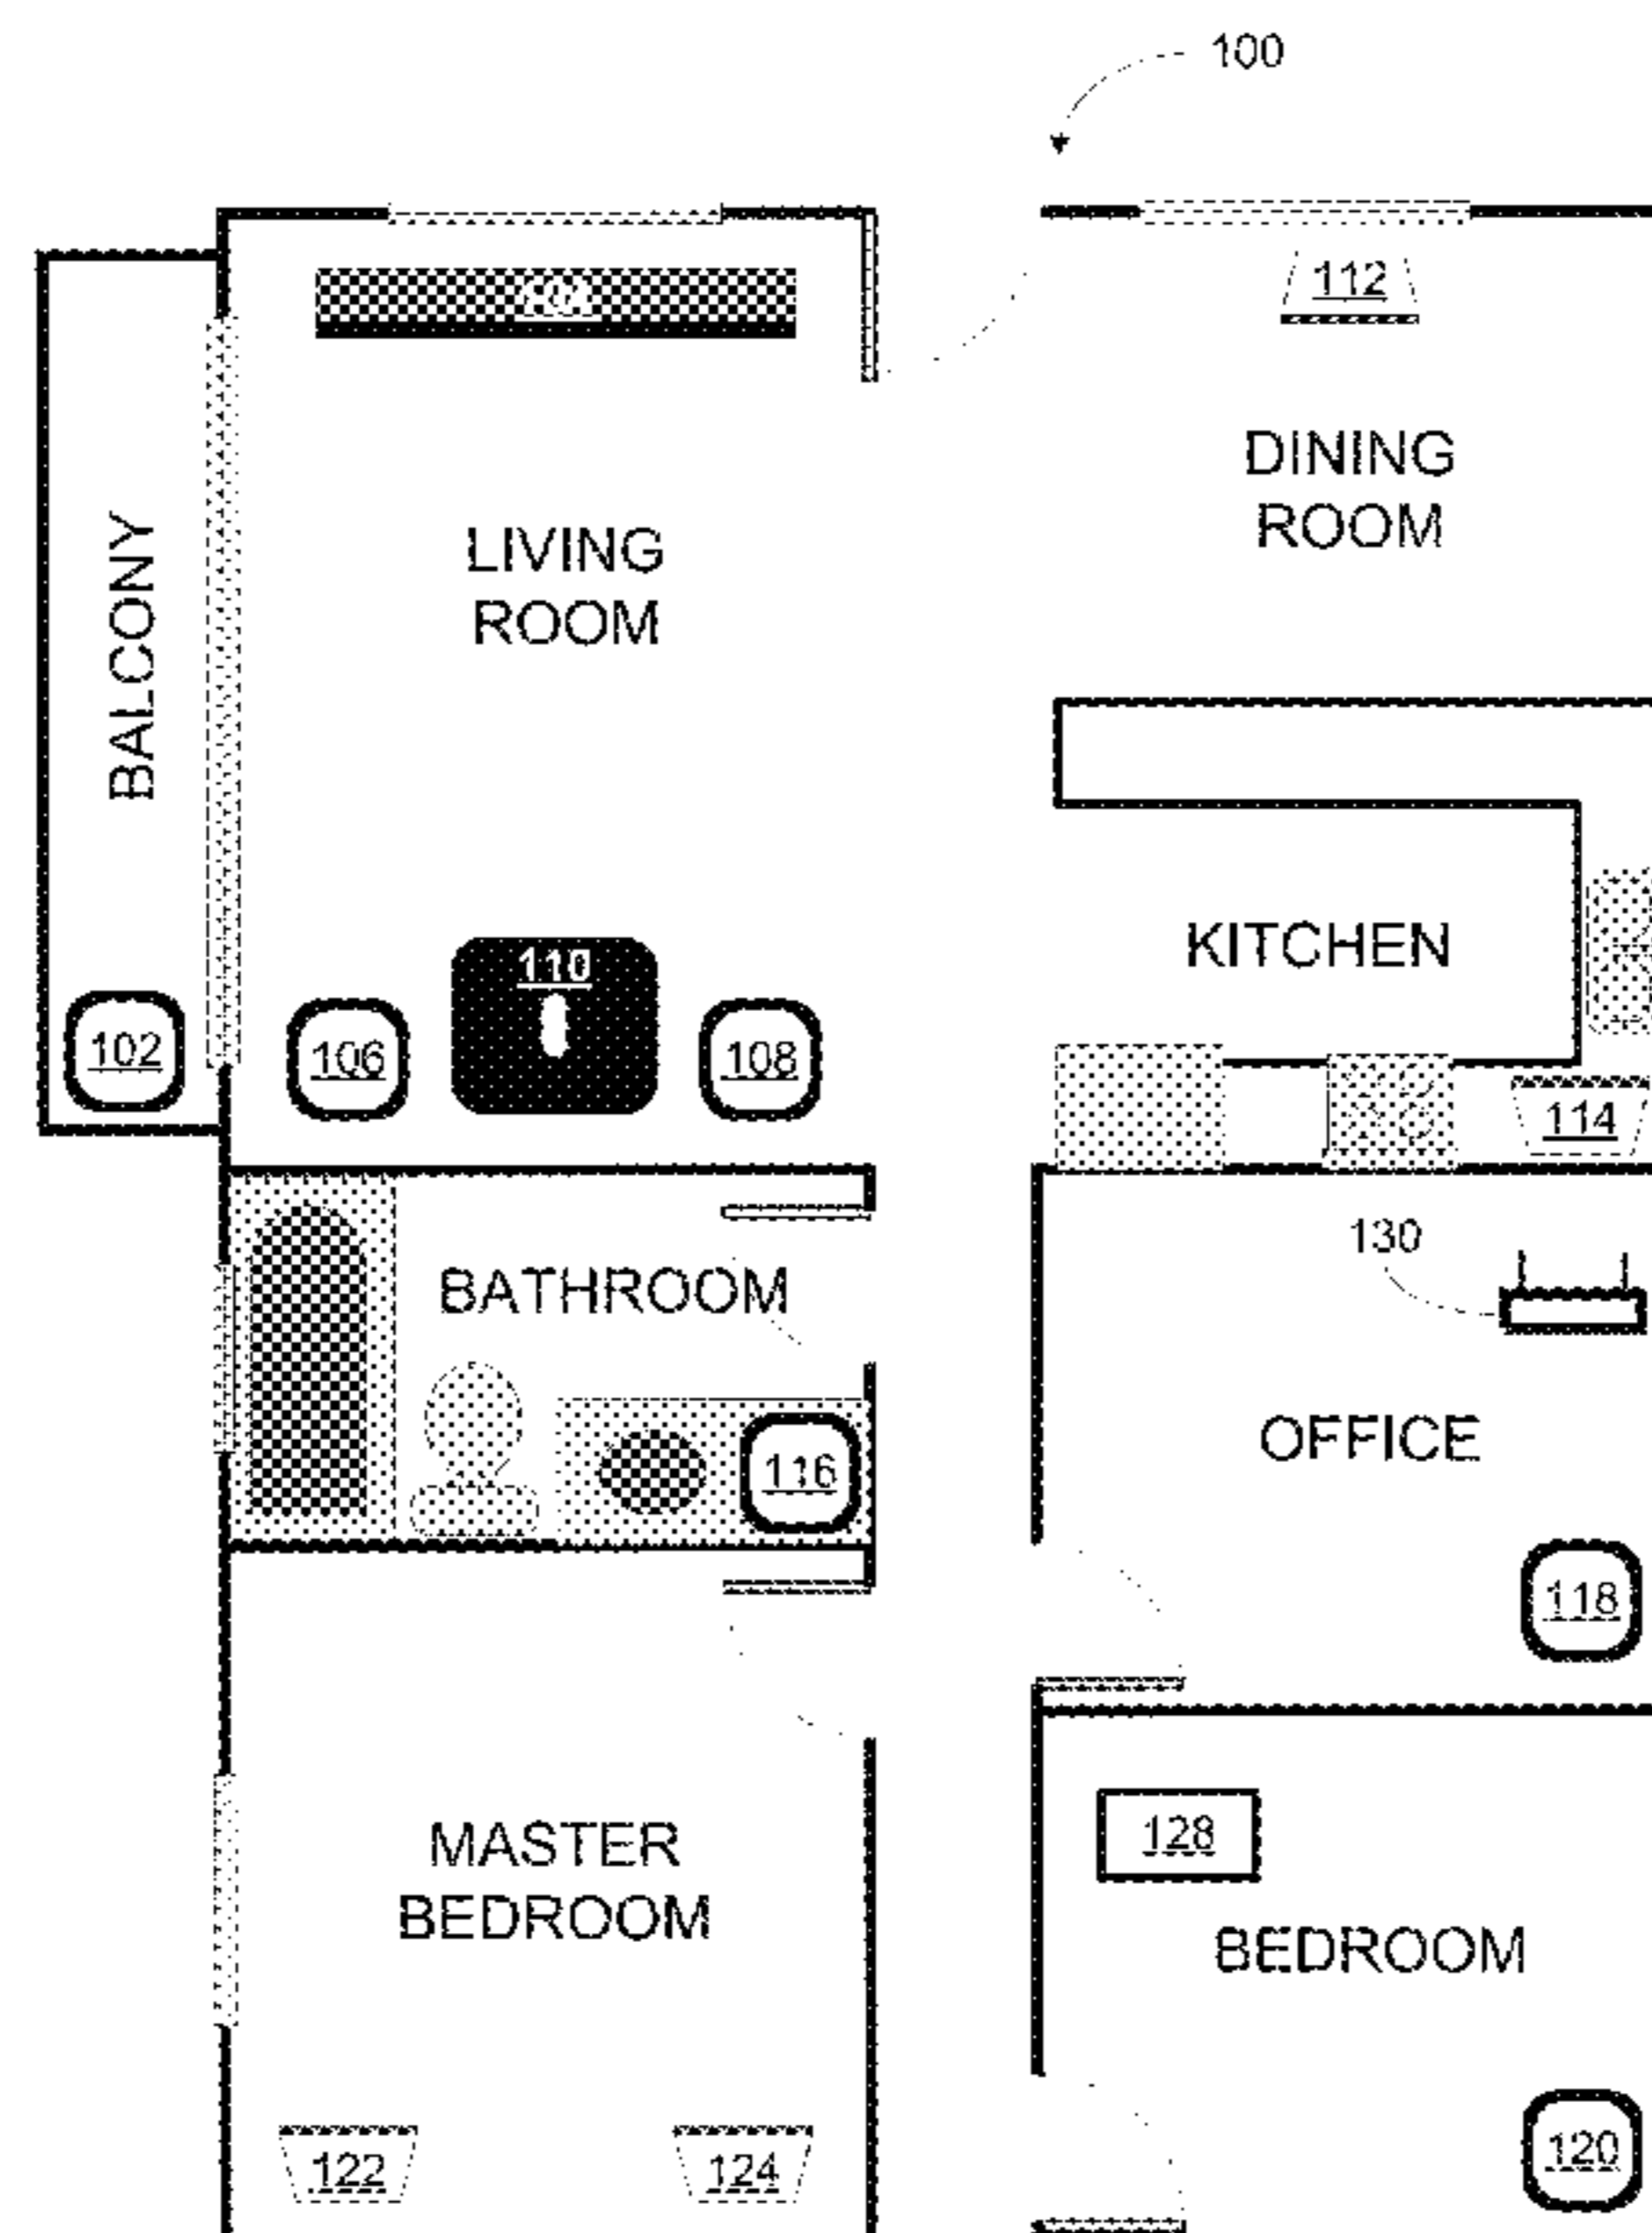 100
112
DINING
ROOM
LIVING
ROOM
BALCONY
KITCHEN
110
102
106
108
114
130
BATHROOM
OFFICE
116
118
128
MASTER
BEDROOM
BEDROOM
122
124
120